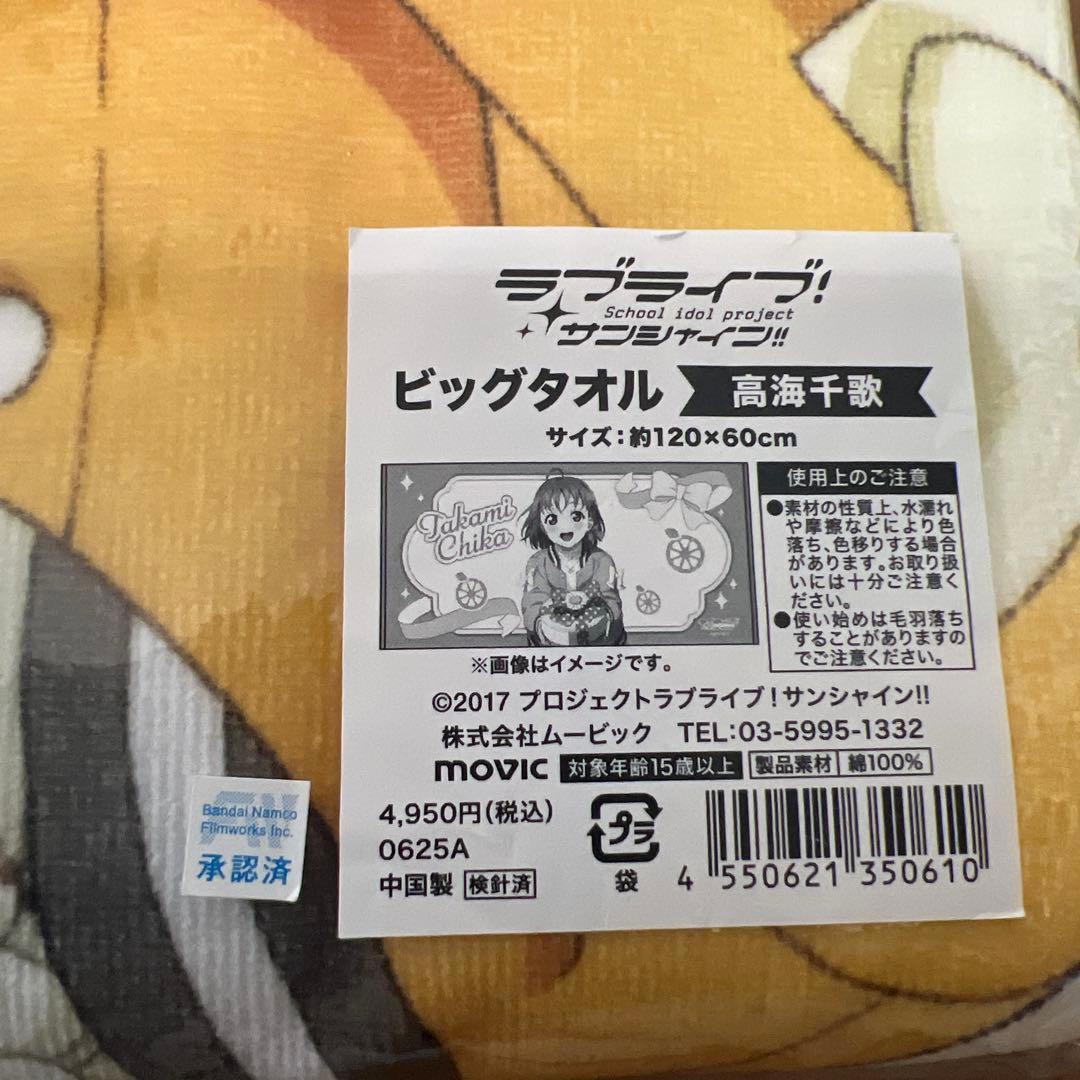 ラブライブ!
School idol project
サンシャイン!!
ビッグタオル 高海千歌
サイズ：約120×60cm
Takami
Chika
※画像はイメージです。
使用上のご注意
●素材の性質上、水濡れ
や摩擦などにより色
落ち、色移りする場合
があります。お取り扱
いには十分ご注意く
ださい。
●使い始めは毛羽落ち
することがありますの
でご注意ください。
©2017 プロジェクトラブライブ！サンシャイン!!
株式会社ムービック TEL：03-5995-1332
movic 対象年齢15歳以上 製品素材 綿100%
4,950円(税込)
0625A
中国製 検針済
プラ
袋
4 550621 350610
Bandai Namco
Filmworks Inc.
承認済